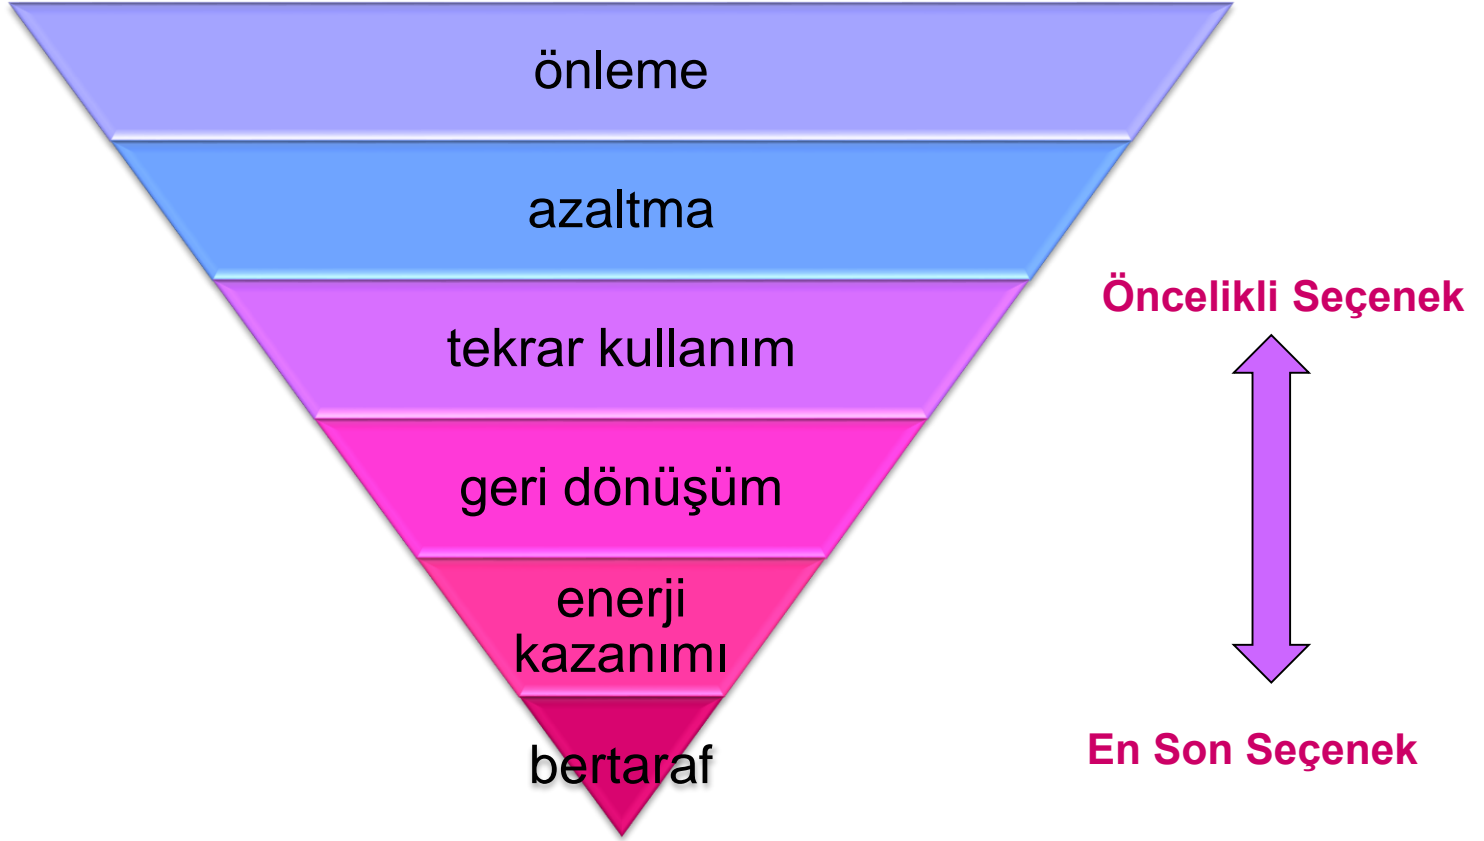 önleme
azaltma
tekrar kullanım
geri dönüşüm
enerji
kazanımı
bertaraf
Öncelikli Seçenek
En Son Seçenek